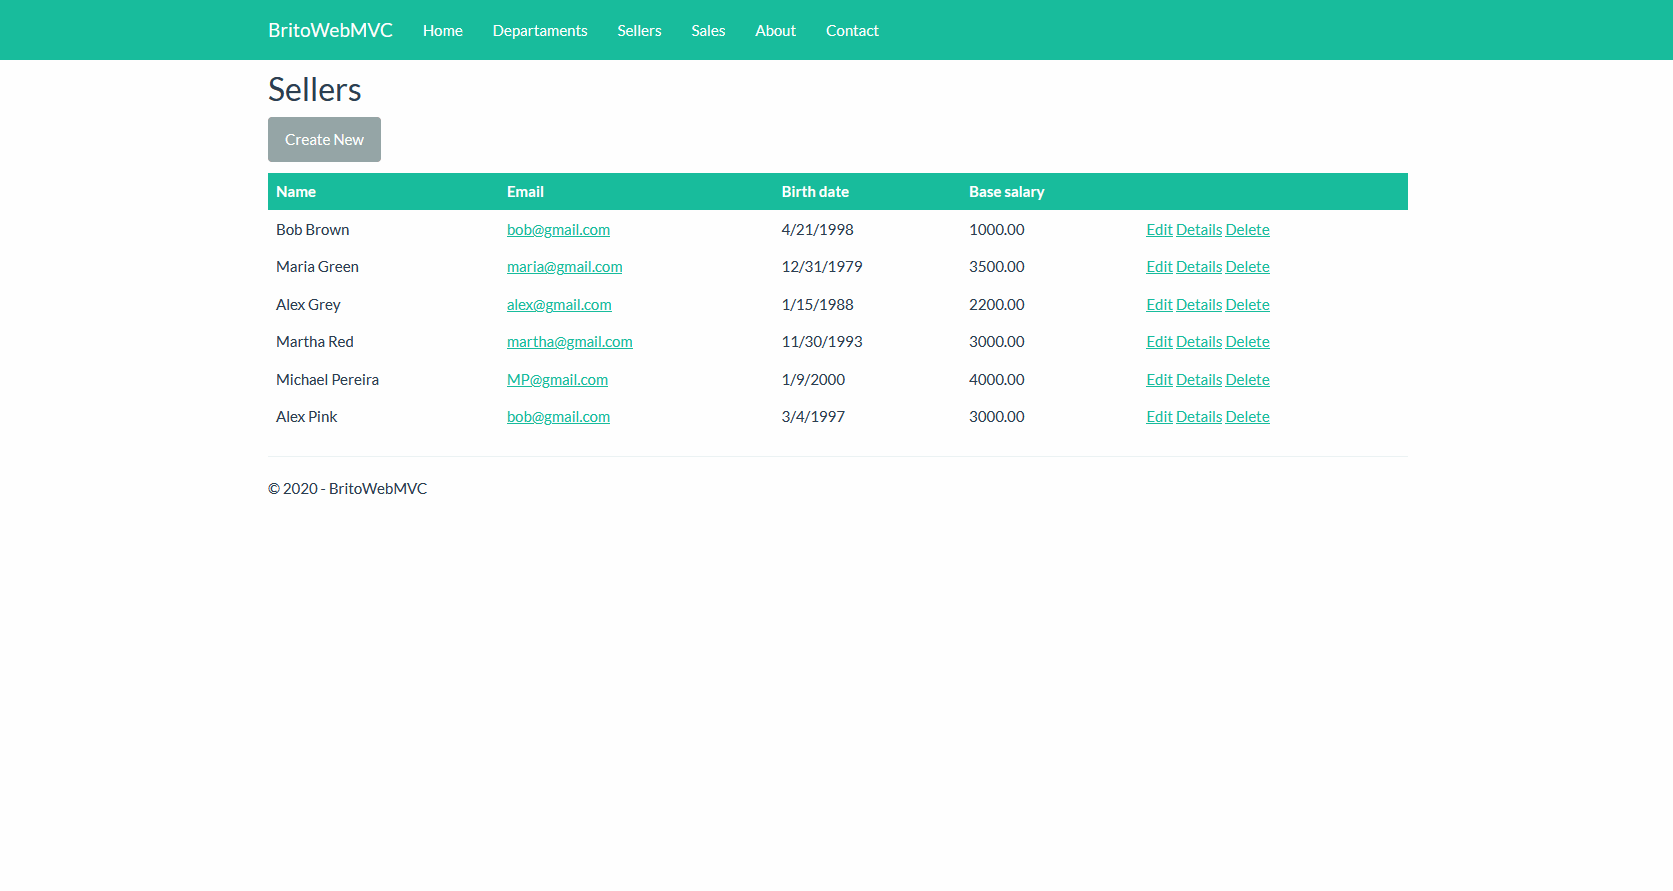 BritoWebMVC Home Departaments Sellers Sales About Contact
Sellers
Create New
Name Email Birth date Base salary
Bob Brown bob@gmail.com 4/21/1998 1000.00 Edit Details Delete
Maria Green maria@gmail.com 12/31/1979 3500.00 Edit Details Delete
Alex Grey alex@gmail.com 1/15/1988 2200.00 Edit Details Delete
Martha Red martha@gmail.com 11/30/1993 3000.00 Edit Details Delete
Michael Pereira MP@gmail.com 1/9/2000 4000.00 Edit Details Delete
Alex Pink bob@gmail.com 3/4/1997 3000.00 Edit Details Delete
© 2020 - BritoWebMVC